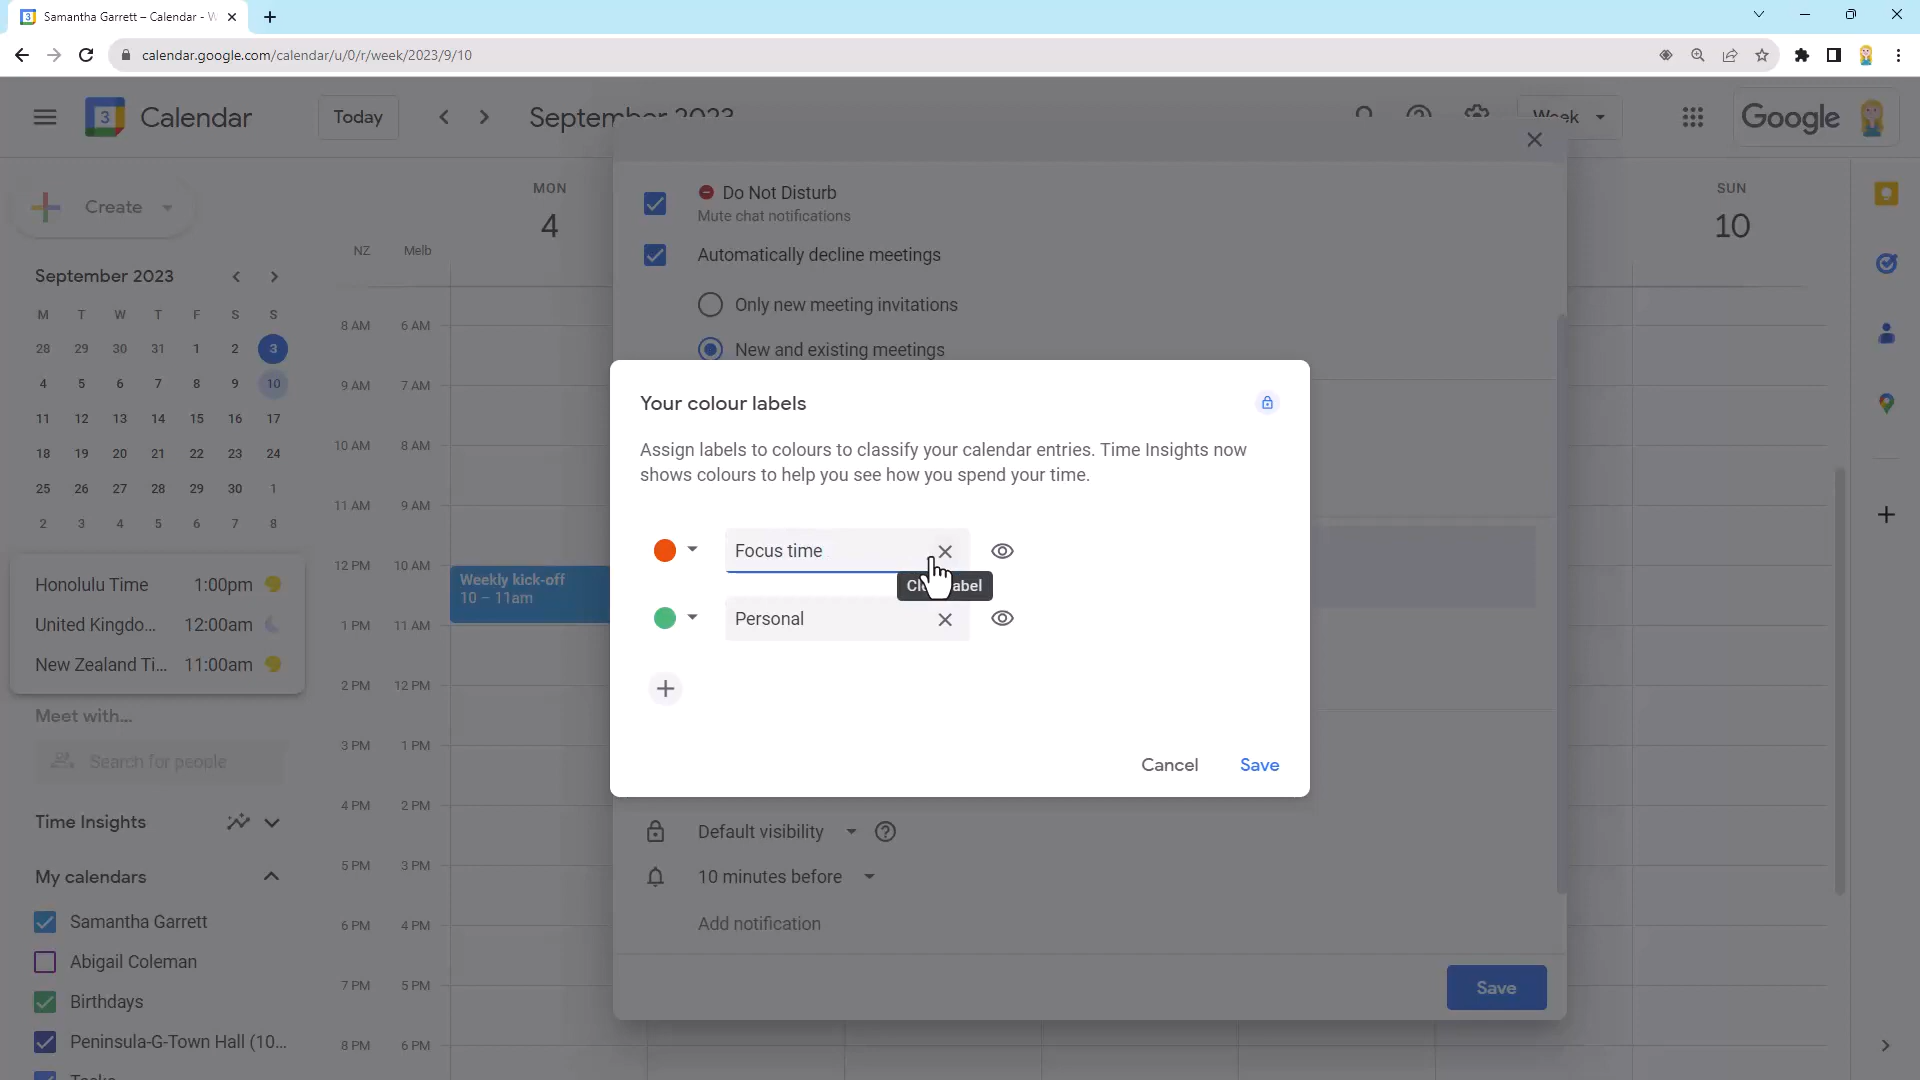 Samantha Garrett – Calendar - W
calendar.google.com/calendar/u/0/r/week/2023/9/10
Calendar
Today
September 2023
Week
Google
Create
MON
4
SUN
10
NZ
Melb
September 2023
M T W T F S S
28 29 30 31 1 2 3
4 5 6 7 8 9 10
11 12 13 14 15 16 17
18 19 20 21 22 23 24
25 26 27 28 29 30 1
2 3 4 5 6 7 8
Honolulu Time 1:00pm
United Kingdo... 12:00am
New Zealand Ti... 11:00am
Meet with...
Search for people
Time Insights
My calendars
Samantha Garrett
Abigail Coleman
Birthdays
Peninsula-G-Town Hall (10...
8 AM 6 AM
9 AM 7 AM
10 AM 8 AM
11 AM 9 AM
12 PM 10 AM
1 PM 11 AM
2 PM 12 PM
3 PM 1 PM
4 PM 2 PM
5 PM 3 PM
6 PM 4 PM
7 PM 5 PM
8 PM 6 PM
Weekly kick-off
10 – 11am
Do Not Disturb
Mute chat notifications
Automatically decline meetings
Only new meeting invitations
New and existing meetings
Your colour labels
Assign labels to colours to classify your calendar entries. Time Insights now
shows colours to help you see how you spend your time.
Focus time
Personal
Cancel
Save
Default visibility
10 minutes before
Add notification
Save